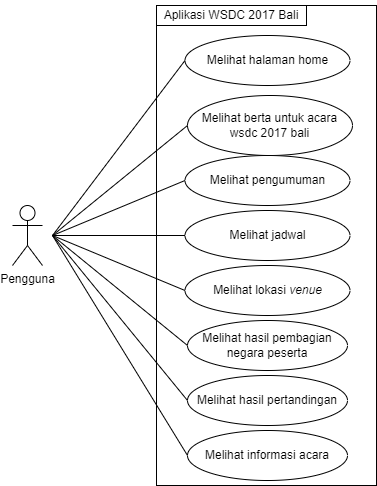 Aplikasi WSDC 2017 Bali
Melihat halaman home
Melihat berta untuk acara
wsdc 2017 bali
Melihat pengumuman
Melihat jadwal
Pengguna
Melihat lokasi venue
Melihat hasil pembagian
negara peserta
Melihat hasil pertandingan
Melihat informasi acara